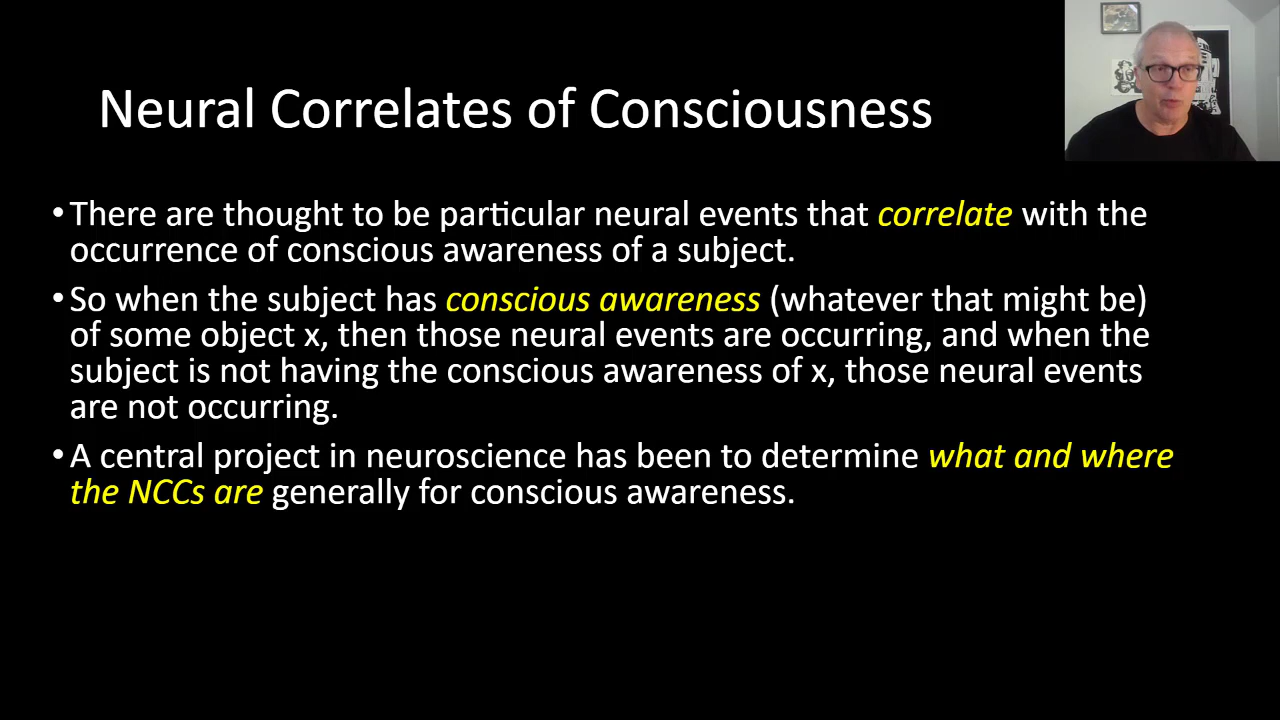 Neural Correlates of Consciousness
•There are thought to be particular neural events that correlate with the
occurrence of conscious awareness of a subject.
•So when the subject has conscious awareness (whatever that might be)
of some object x, then those neural events are occurring, and when the
subject is not having the conscious awareness of x, those neural events
are not occurring.
•A central project in neuroscience has been to determine what and where
the NCCs are generally for conscious awareness.